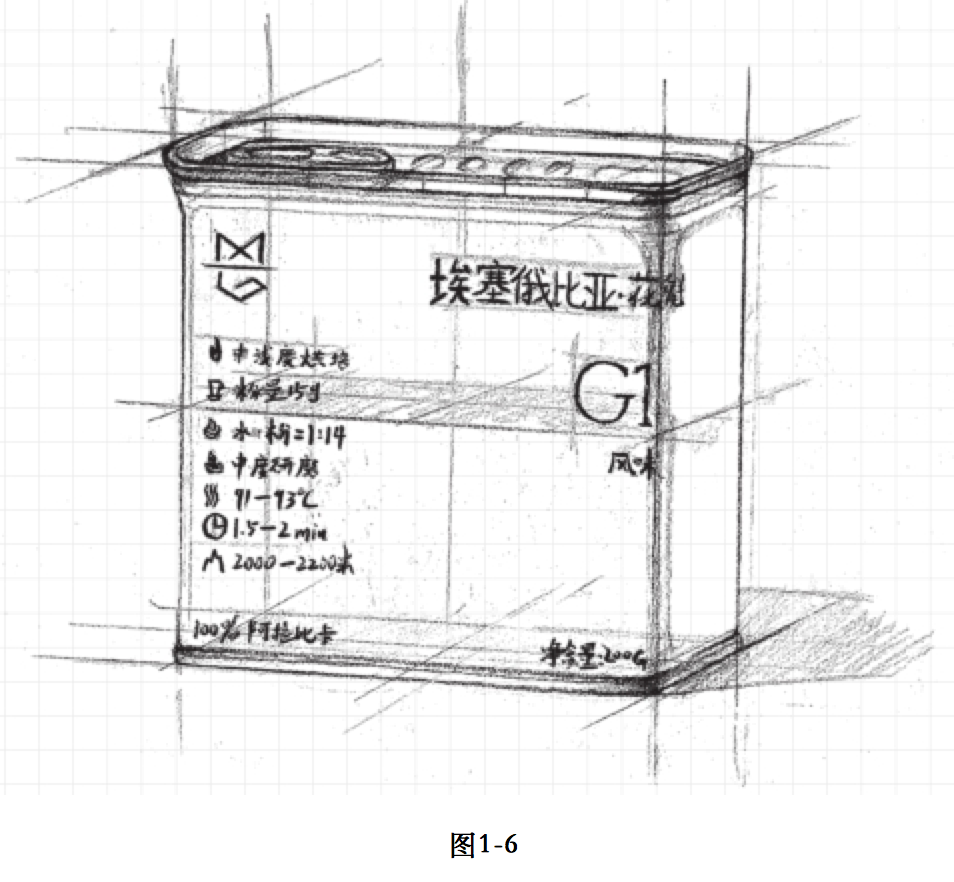 埃塞俄比亚·花魁
中浅度烘培
粉量15g
G1
水:粉=1:14
中度研磨
风味
91-93℃
1.5-2min
2000-2200米
100%阿拉比卡
净含量:200G
图1-6